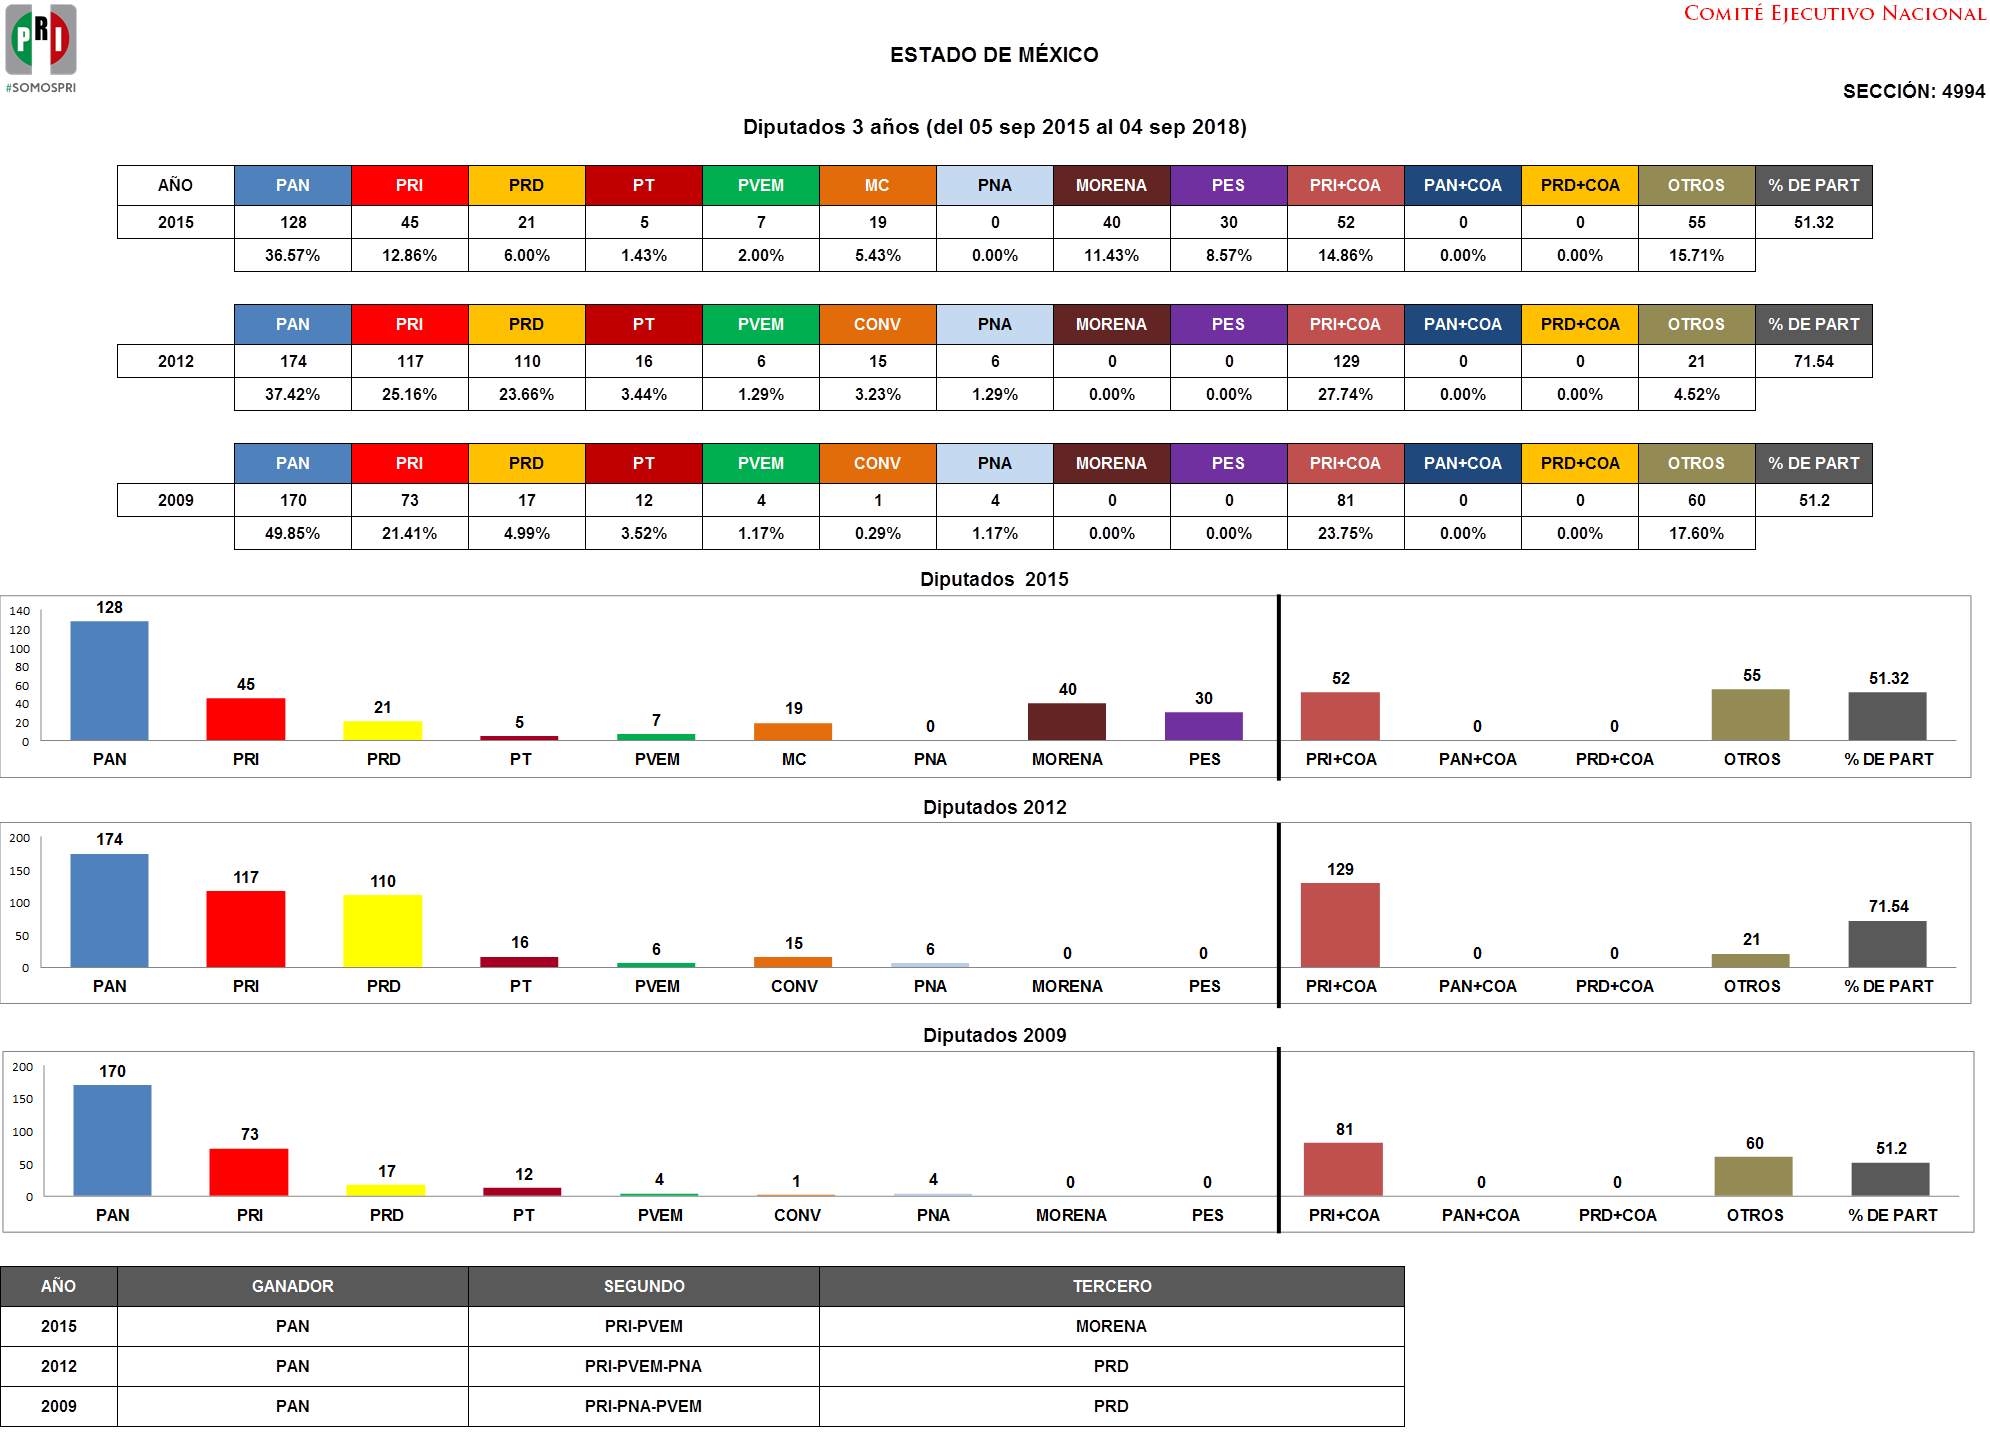 PRI
#SOMOSPRI
COMITÉ EJECUTIVO NACIONAL
ESTADO DE MÉXICO
SECCIÓN: 4994
Diputados 3 años (del 05 sep 2015 al 04 sep 2018)
AÑO PAN PRI PRD PT PVEM MC PNA MORENA PES PRI+COA PAN+COA PRD+COA OTROS % DE PART
2015 128 45 21 5 7 19 0 40 30 52 0 0 55 51.32
36.57% 12.86% 6.00% 1.43% 2.00% 5.43% 0.00% 11.43% 8.57% 14.86% 0.00% 0.00% 15.71%
PAN PRI PRD PT PVEM CONV PNA MORENA PES PRI+COA PAN+COA PRD+COA OTROS % DE PART
2012 174 117 110 16 6 15 6 0 0 129 0 0 21 71.54
37.42% 25.16% 23.66% 3.44% 1.29% 3.23% 1.29% 0.00% 0.00% 27.74% 0.00% 0.00% 4.52%
PAN PRI PRD PT PVEM CONV PNA MORENA PES PRI+COA PAN+COA PRD+COA OTROS % DE PART
2009 170 73 17 12 4 1 4 0 0 81 0 0 60 51.2
49.85% 21.41% 4.99% 3.52% 1.17% 0.29% 1.17% 0.00% 0.00% 23.75% 0.00% 0.00% 17.60%
Diputados 2015
140
120
100
80
60
40
20
0
128 45 21 5 7 19 0 40 30 52 0 0 55 51.32
PAN PRI PRD PT PVEM MC PNA MORENA PES PRI+COA PAN+COA PRD+COA OTROS % DE PART
Diputados 2012
200
150
100
50
0
174 117 110 16 6 15 6 0 0 129 0 0 21 71.54
PAN PRI PRD PT PVEM CONV PNA MORENA PES PRI+COA PAN+COA PRD+COA OTROS % DE PART
Diputados 2009
200
150
100
50
0
170 73 17 12 4 1 4 0 0 81 0 0 60 51.2
PAN PRI PRD PT PVEM CONV PNA MORENA PES PRI+COA PAN+COA PRD+COA OTROS % DE PART
AÑO GANADOR SEGUNDO TERCERO
2015 PAN PRI-PVEM MORENA
2012 PAN PRI-PVEM-PNA PRD
2009 PAN PRI-PNA-PVEM PRD